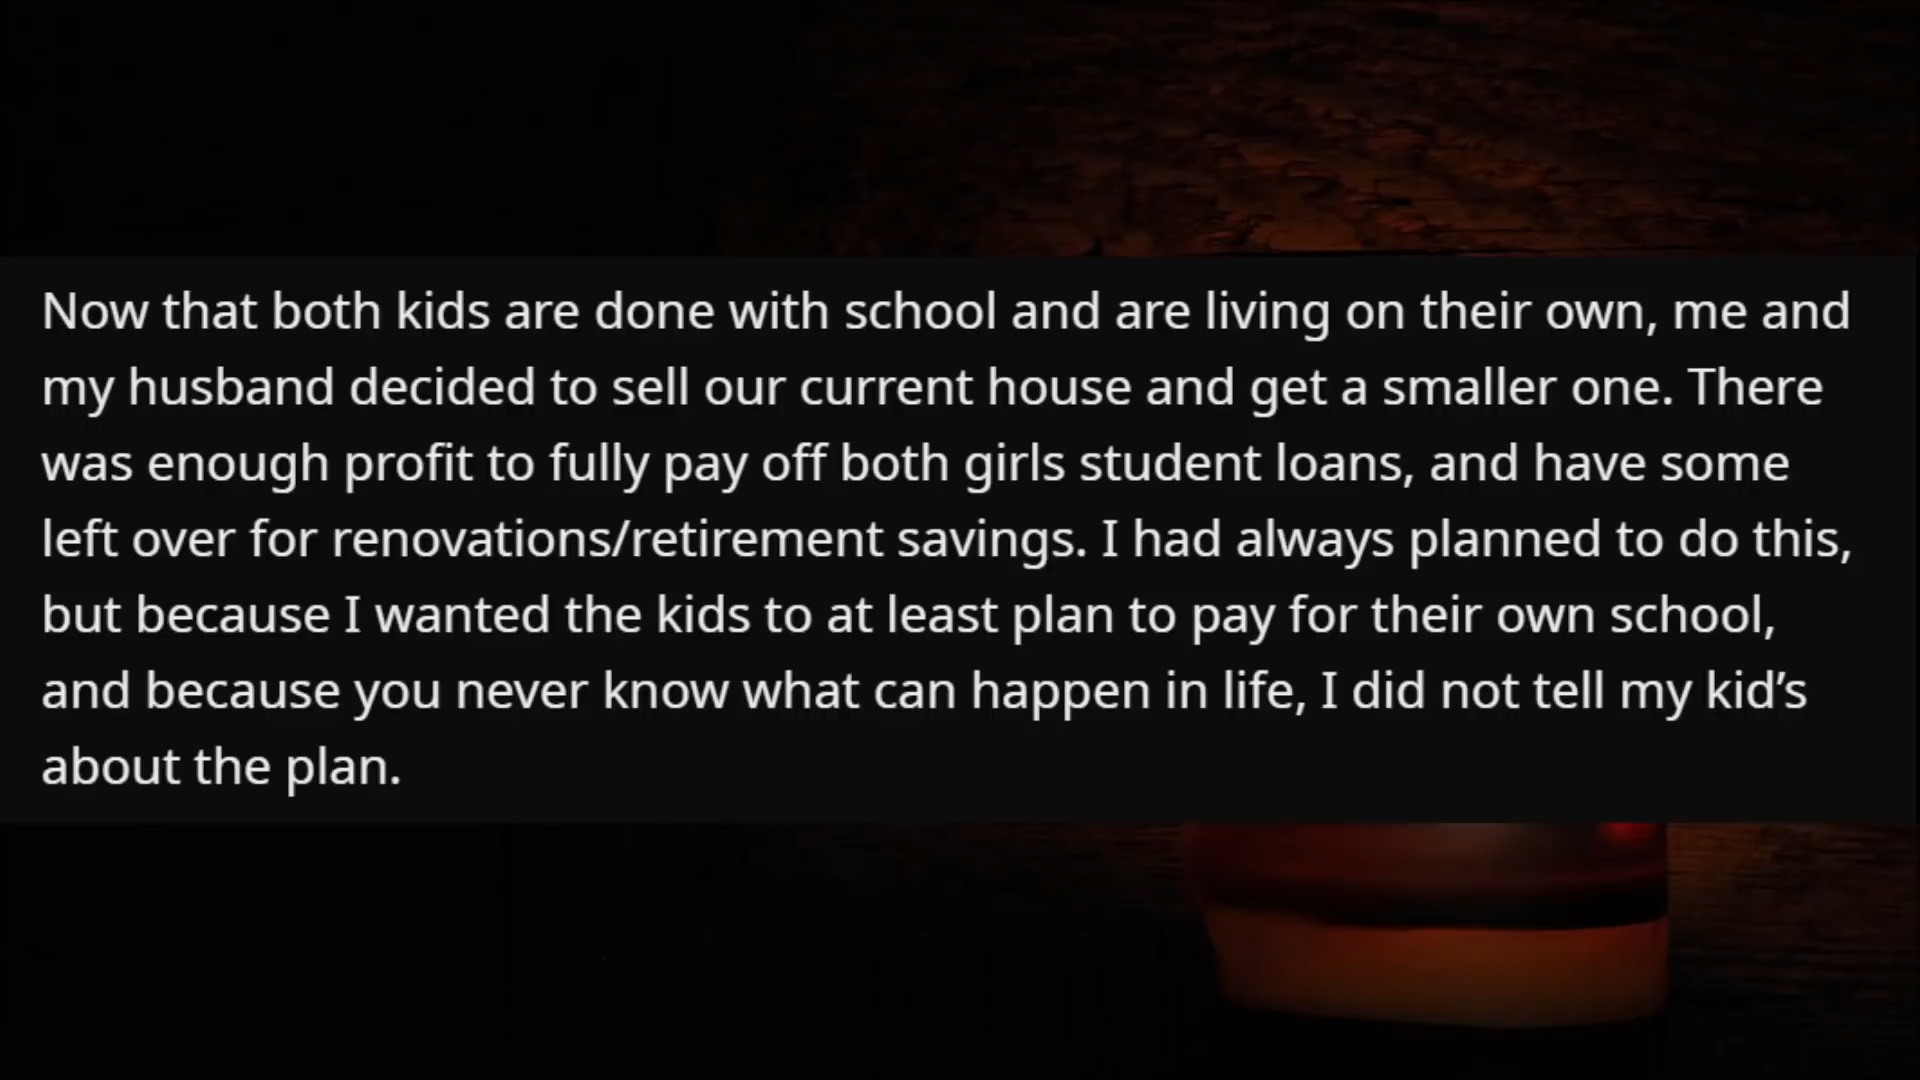 Now that both kids are done with school and are living on their own, me and
my husband decided to sell our current house and get a smaller one. There
was enough profit to fully pay off both girls student loans, and have some
left over for renovations/retirement savings. I had always planned to do this,
but because I wanted the kids to at least plan to pay for their own school,
and because you never know what can happen in life, I did not tell my kid’s
about the plan.